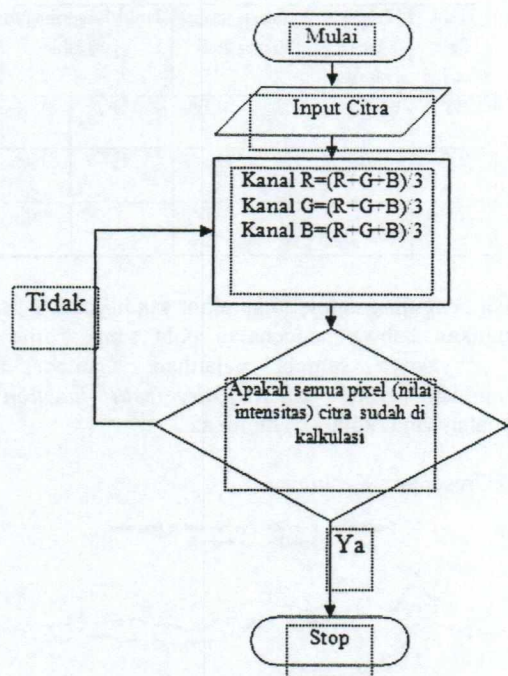 Mulai
Input Citra
Kanal R=(R+G+B)/3
Kanal G=(R+G+B)/3
Kanal B=(R+G+B)/3
Tidak
Apakah semua pixel (nilai
intensitas) citra sudah di
kalkulasi
Ya
Stop